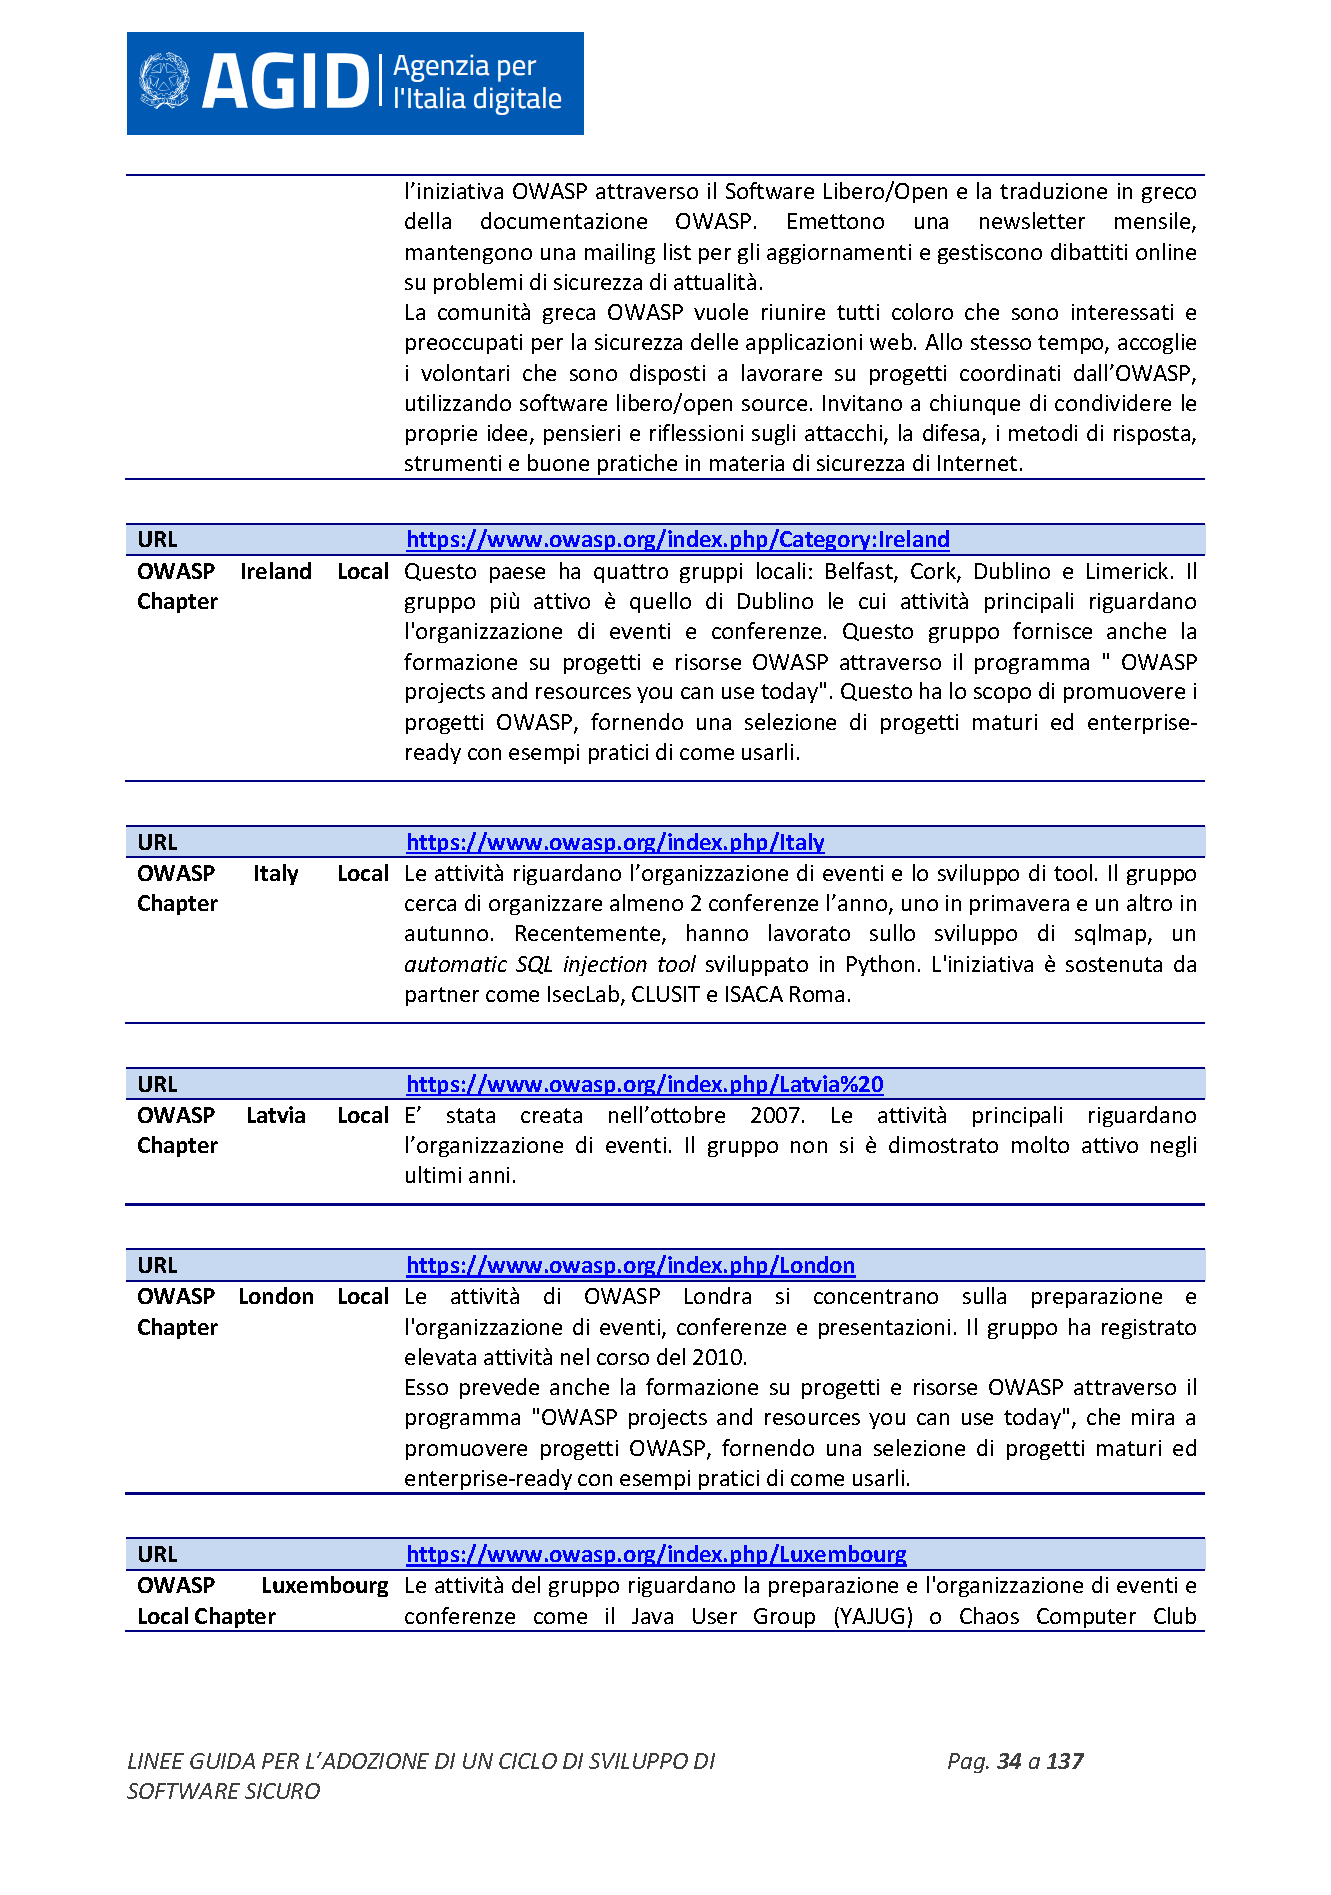 AGID Agenzia per
l'Italia digitale
l’iniziativa OWASP attraverso il Software Libero/Open e la traduzione in greco
della documentazione OWASP. Emettono una newsletter mensile,
mantengono una mailing list per gli aggiornamenti e gestiscono dibattiti online
su problemi di sicurezza di attualità.
La comunità greca OWASP vuole riunire tutti coloro che sono interessati e
preoccupati per la sicurezza delle applicazioni web. Allo stesso tempo, accoglie
i volontari che sono disposti a lavorare su progetti coordinati dall’OWASP,
utilizzando software libero/open source. Invitano a chiunque di condividere le
proprie idee, pensieri e riflessioni sugli attacchi, la difesa, i metodi di risposta,
strumenti e buone pratiche in materia di sicurezza di Internet.
URL https://www.owasp.org/index.php/Category:Ireland
OWASP Ireland Local Questo paese ha quattro gruppi locali: Belfast, Cork, Dublino e Limerick. Il
Chapter gruppo più attivo è quello di Dublino le cui attività principali riguardano
l'organizzazione di eventi e conferenze. Questo gruppo fornisce anche la
formazione su progetti e risorse OWASP attraverso il programma " OWASP
projects and resources you can use today". Questo ha lo scopo di promuovere i
progetti OWASP, fornendo una selezione di progetti maturi ed enterprise-
ready con esempi pratici di come usarli.
URL https://www.owasp.org/index.php/Italy
OWASP Italy Local Le attività riguardano l’organizzazione di eventi e lo sviluppo di tool. Il gruppo
Chapter cerca di organizzare almeno 2 conferenze l’anno, uno in primavera e un altro in
autunno. Recentemente, hanno lavorato sullo sviluppo di sqlmap, un
automatic SQL injection tool sviluppato in Python. L'iniziativa è sostenuta da
partner come IsecLab, CLUSIT e ISACA Roma.
URL https://www.owasp.org/index.php/Latvia%20
OWASP Latvia Local E’ stata creata nell’ottobre 2007. Le attività principali riguardano
Chapter l’organizzazione di eventi. Il gruppo non si è dimostrato molto attivo negli
ultimi anni.
URL https://www.owasp.org/index.php/London
OWASP London Local Le attività di OWASP Londra si concentrano sulla preparazione e
Chapter l'organizzazione di eventi, conferenze e presentazioni. Il gruppo ha registrato
elevata attività nel corso del 2010.
Esso prevede anche la formazione su progetti e risorse OWASP attraverso il
programma "OWASP projects and resources you can use today", che mira a
promuovere progetti OWASP, fornendo una selezione di progetti maturi ed
enterprise-ready con esempi pratici di come usarli.
URL https://www.owasp.org/index.php/Luxembourg
OWASP Luxembourg Le attività del gruppo riguardano la preparazione e l'organizzazione di eventi e
Local Chapter conferenze come il Java User Group (YAJUG) o Chaos Computer Club
LINEE GUIDA PER L’ADOZIONE DI UN CICLO DI SVILUPPO DI Pag. 34 a 137
SOFTWARE SICURO